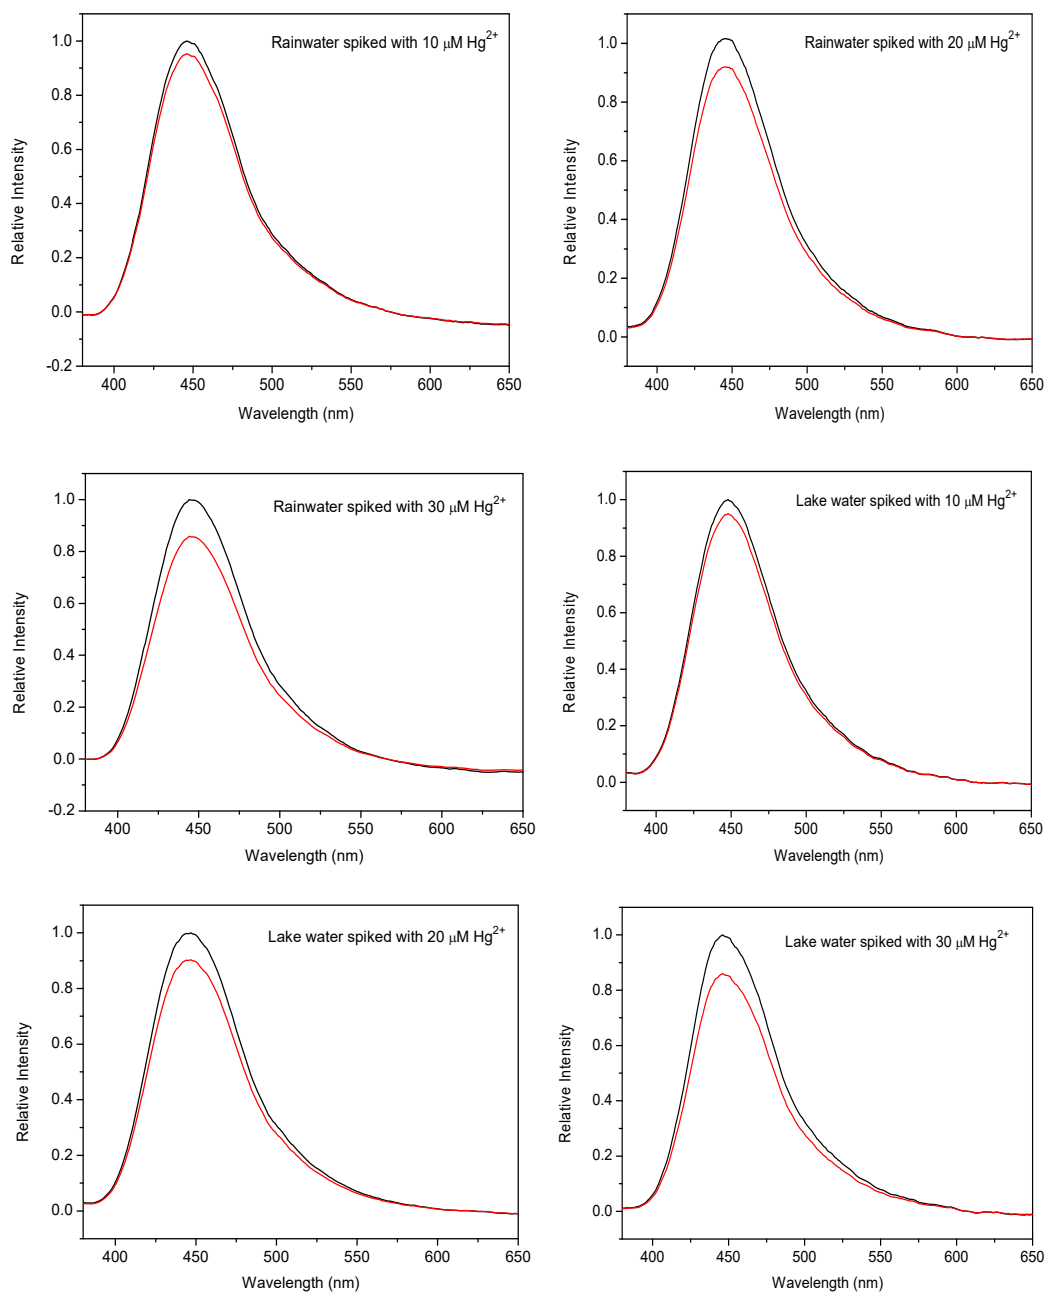 Rainwater spiked with 10 μM Hg2+
1.0
0.8
0.6
0.4
0.2
0.0
-0.2
Relative Intensity
400 450 500 550 600 650
Wavelength (nm)
Rainwater spiked with 20 μM Hg2+
1.0
0.8
0.6
0.4
0.2
0.0
Relative Intensity
400 450 500 550 600 650
Wavelength (nm)
Rainwater spiked with 30 μM Hg2+
1.0
0.8
0.6
0.4
0.2
0.0
-0.2
Relative Intensity
400 450 500 550 600 650
Wavelength (nm)
Lake water spiked with 10 μM Hg2+
1.0
0.8
0.6
0.4
0.2
0.0
Relative Intensity
400 450 500 550 600 650
Wavelength (nm)
Lake water spiked with 20 μM Hg2+
1.0
0.8
0.6
0.4
0.2
0.0
Relative Intensity
400 450 500 550 600 650
Wavelength (nm)
Lake water spiked with 30 μM Hg2+
1.0
0.8
0.6
0.4
0.2
0.0
Relative Intensity
400 450 500 550 600 650
Wavelength (nm)